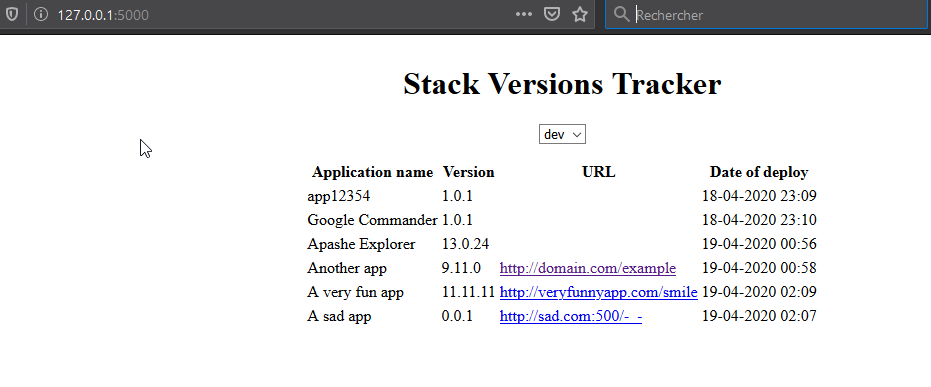 127.0.0.1:5000 Rechercher
Stack Versions Tracker
dev
Application name Version URL Date of deploy
app12354 1.0.1 18-04-2020 23:09
Google Commander 1.0.1 18-04-2020 23:10
Apashe Explorer 13.0.24 19-04-2020 00:56
Another app 9.11.0 http://domain.com/example 19-04-2020 00:58
A very fun app 11.11.11 http://veryfunnyapp.com/smile 19-04-2020 02:09
A sad app 0.0.1 http://sad.com:500/-_- 19-04-2020 02:07